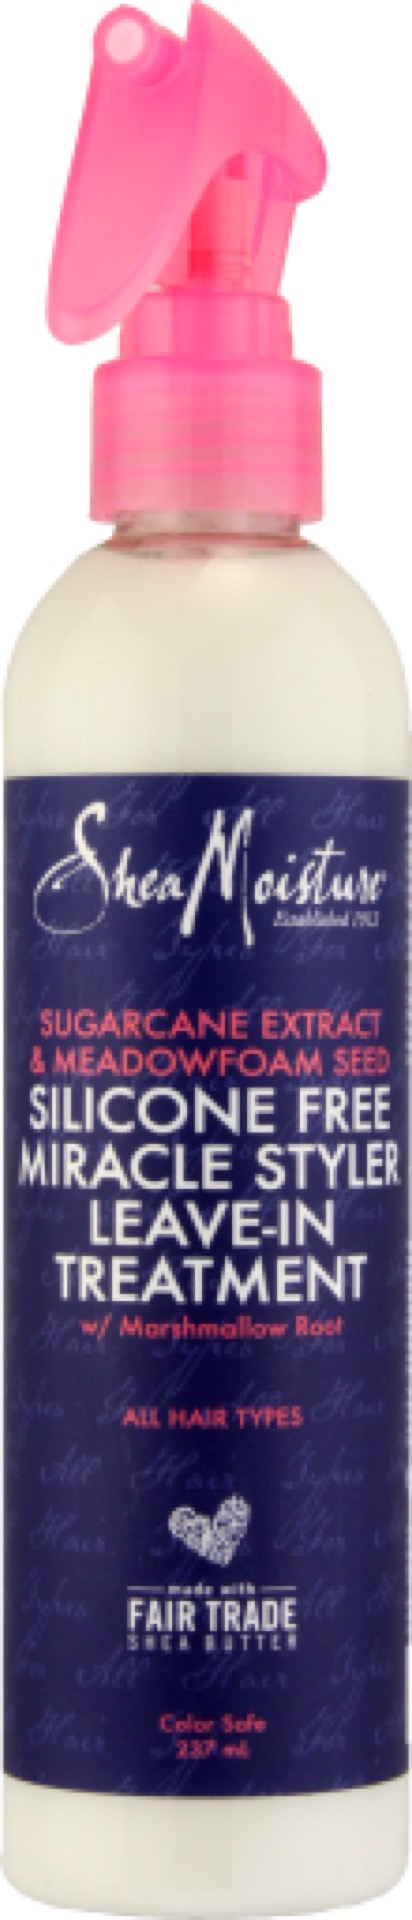 SheaMoisture
Established 1912
SUGARCANE EXTRACT
& MEADOWFOAM SEED
SILICONE FREE
MIRACLE STYLER
LEAVE-IN
TREATMENT
w/ Marshmallow Root
ALL HAIR TYPES
made with
FAIR TRADE
SHEA BUTTER
Color Safe
237 mL